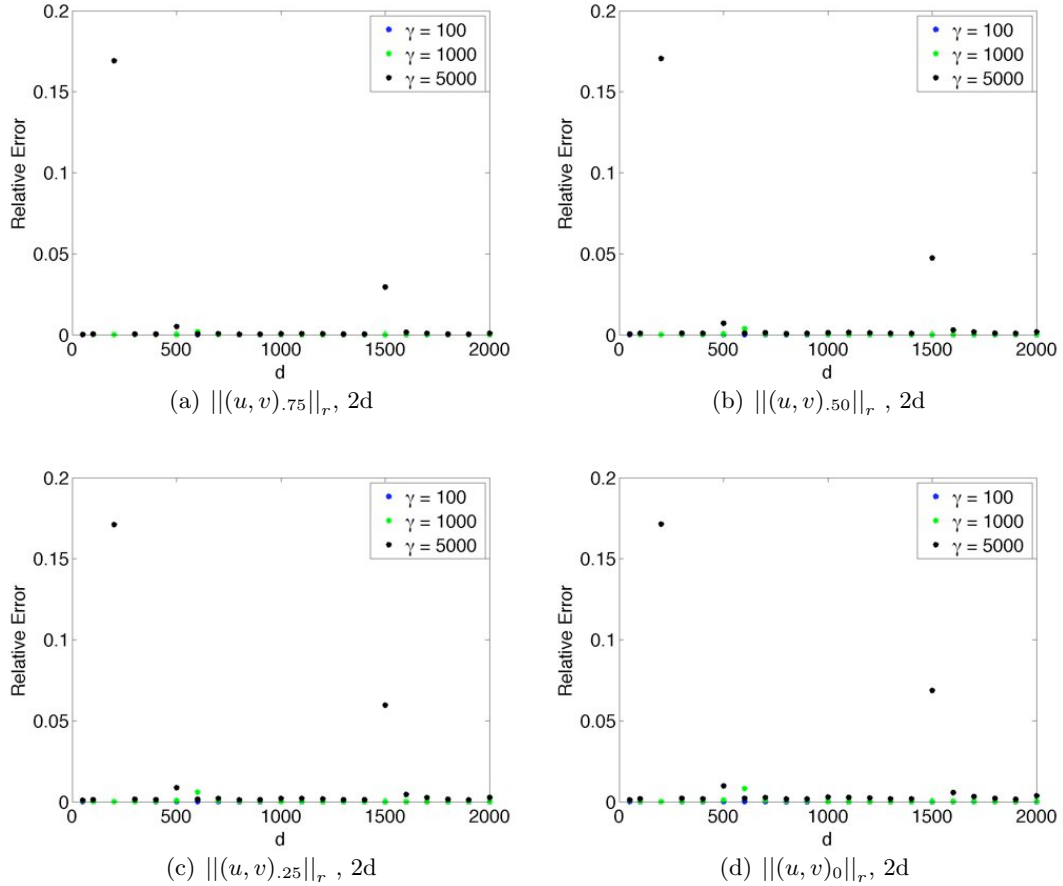 0.2
0.15
0.1
0.05
0
Relative Error
γ = 100
γ = 1000
γ = 5000
0 500 1000 1500 2000
d
(a) ||(u, v).75||r, 2d
0.2
0.15
0.1
0.05
0
Relative Error
γ = 100
γ = 1000
γ = 5000
0 500 1000 1500 2000
d
(b) ||(u, v).50||r , 2d
0.2
0.15
0.1
0.05
0
Relative Error
γ = 100
γ = 1000
γ = 5000
0 500 1000 1500 2000
d
(c) ||(u, v).25||r , 2d
0.2
0.15
0.1
0.05
0
Relative Error
γ = 100
γ = 1000
γ = 5000
0 500 1000 1500 2000
d
(d) ||(u, v)0||r, 2d